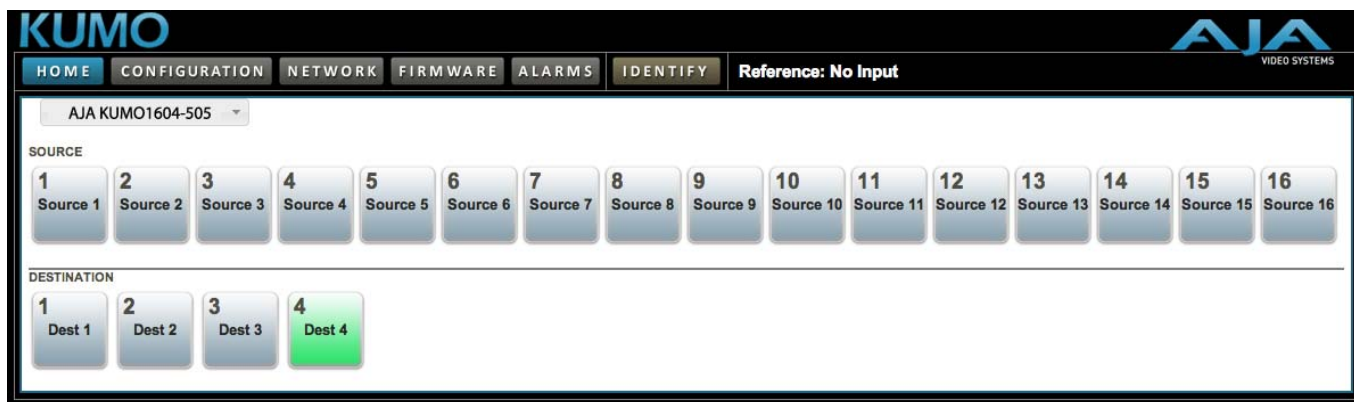 KUMO
AJA
VIDEO SYSTEMS
HOME CONFIGURATION NETWORK FIRMWARE ALARMS IDENTIFY Reference: No Input
AJA KUMO1604-505
SOURCE
1 2 3 4 5 6 7 8 9 10 11 12 13 14 15 16
Source 1 Source 2 Source 3 Source 4 Source 5 Source 6 Source 7 Source 8 Source 9 Source 10 Source 11 Source 12 Source 13 Source 14 Source 15 Source 16
DESTINATION
1 2 3 4
Dest 1 Dest 2 Dest 3 Dest 4